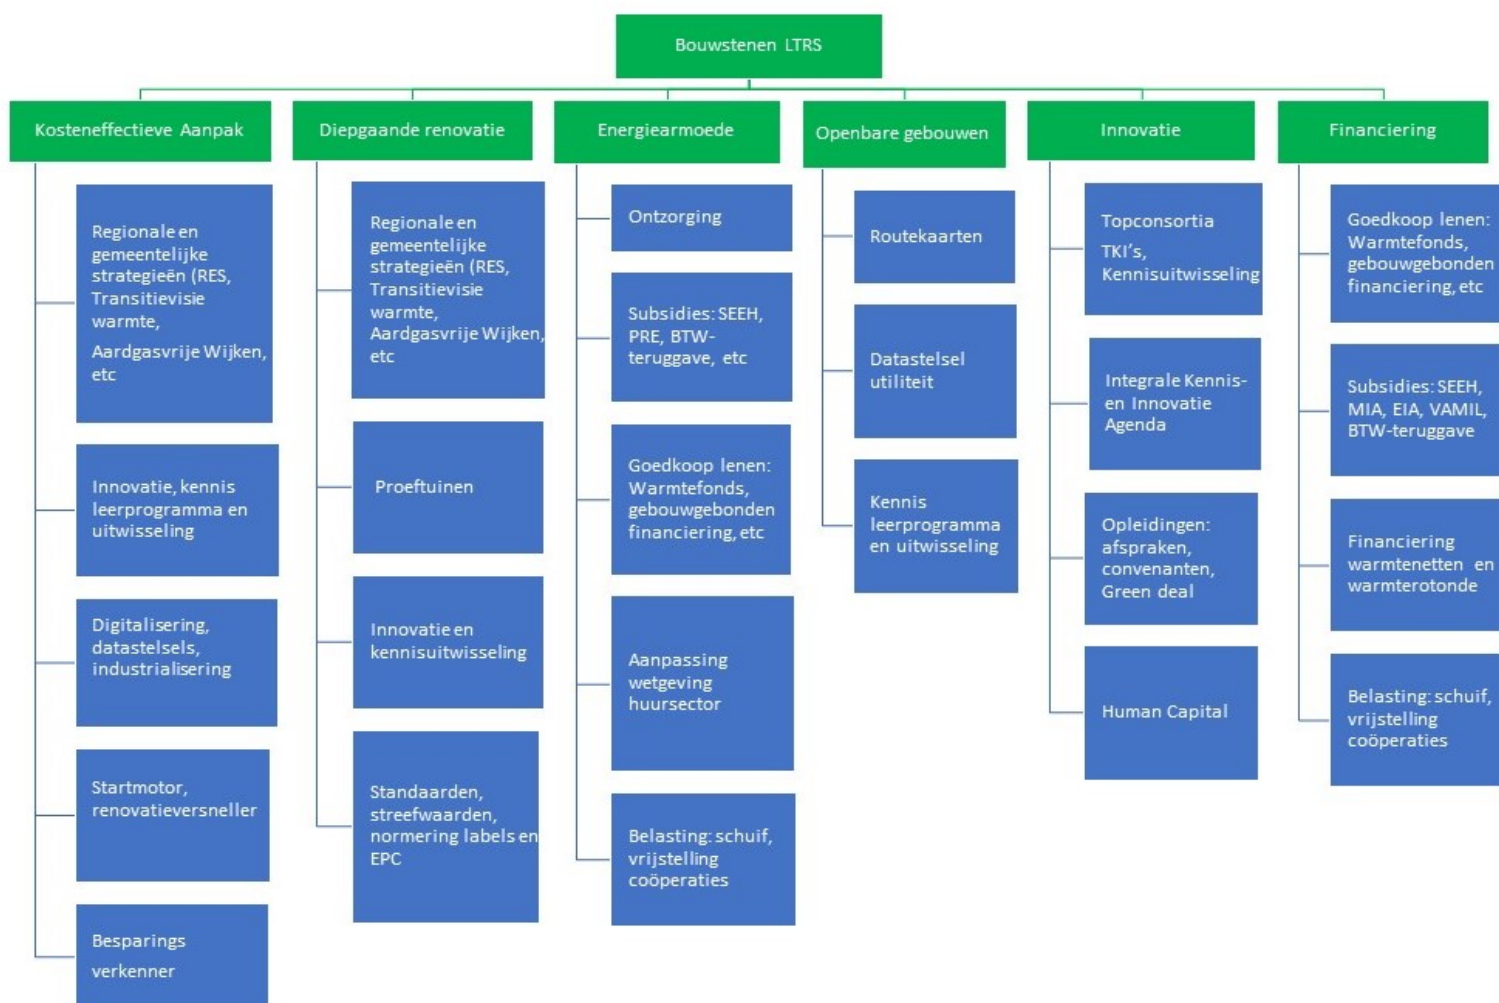 Bouwstenen LTRS
Kosteneffectieve Aanpak
Regionale en
gemeentelijke
strategieën (RES,
Transitievisie
warmte,
Aardgasvrije Wijken,
etc
Innovatie, kennis
leerprogramma en
uitwisseling
Digitalisering,
datastelsels,
industrialisering
Startmotor,
renovatieversneller
Besparings
verkenner
Diepgaande renovatie
Regionale en
gemeentelijke
strategieën (RES,
Transitievisie
warmte,
Aardgasvrije Wijken,
etc
Proeftuinen
Innovatie en
kennisuitwisseling
Standaarden,
streefwaarden,
normering labels en
EPC
Energiearmoede
Ontzorging
Subsidies: SEEH,
PRE, BTW-
teruggave, etc
Goedkoop lenen:
Warmtefonds,
gebouwgebonden
financiering, etc
Aanpassing
wetgeving
huursector
Belasting: schuif,
vrijstelling
coöperaties
Openbare gebouwen
Routekaarten
Datastelsel
utiliteit
Kennis
leerprogramma
en uitwisseling
Innovatie
Topconsortia
TKI's,
Kennisuitwisseling
Integrale Kennis-
en Innovatie
Agenda
Opleidingen:
afspraken,
convenanten,
Green deal
Human Capital
Financiering
Goedkoop lenen:
Warmtefonds,
gebouwgebonden
financiering, etc
Subsidies: SEEH,
MIA, EIA, VAMIL,
BTW-teruggave
Financiering
warmtenetten en
warmterotonde
Belasting: schuif,
vrijstelling
coöperaties